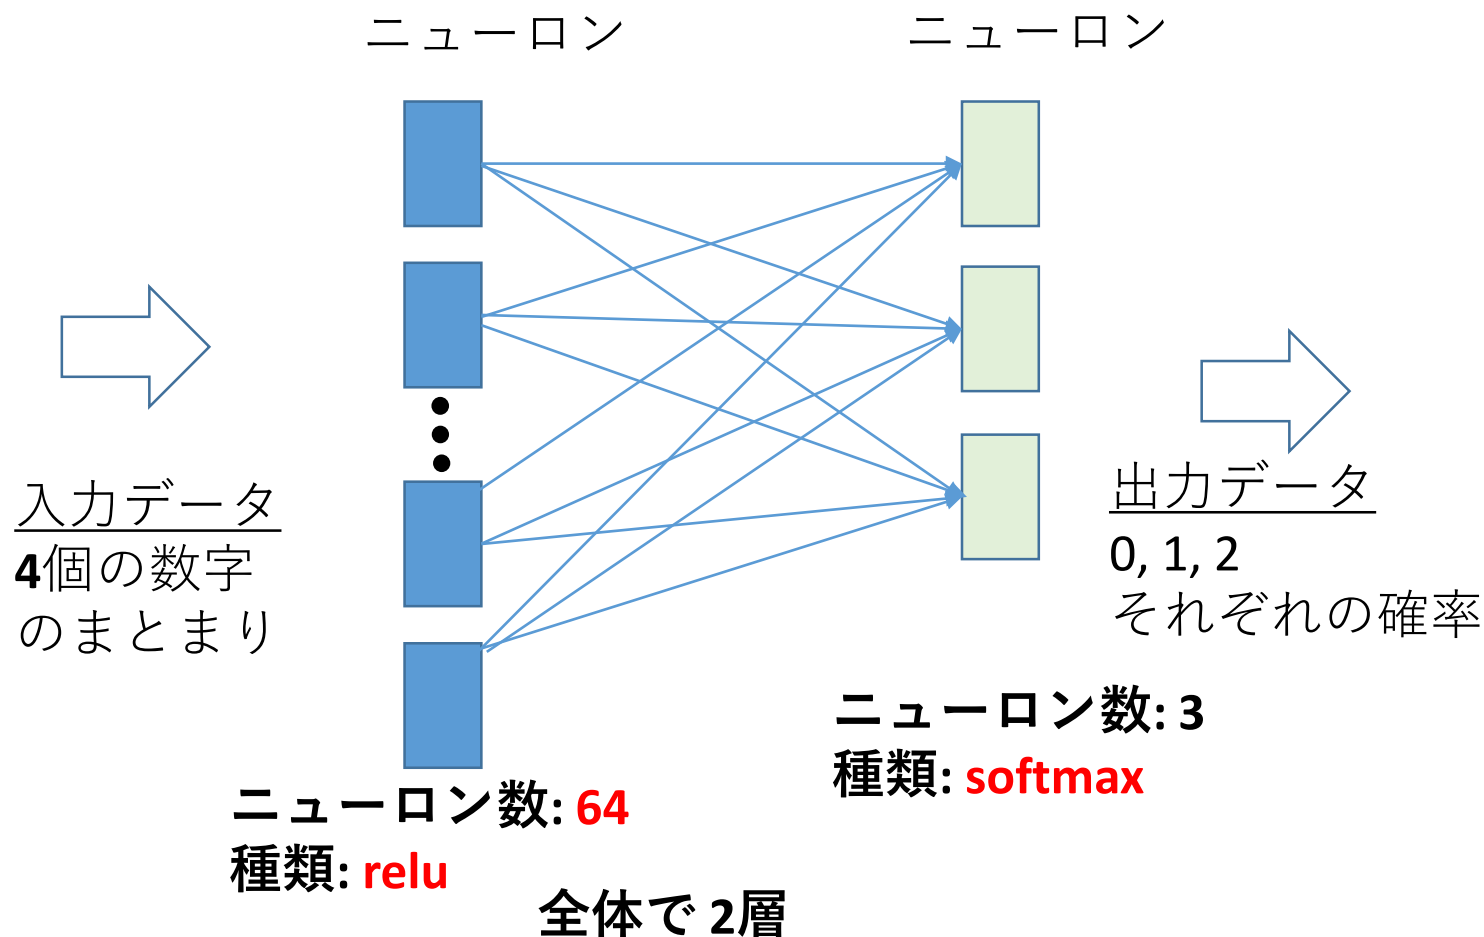 ニューロン
ニューロン
入力データ
4個の数字
のまとまり
出力データ
0, 1, 2
それぞれの確率
ニューロン数: 3
種類: softmax
ニューロン数: 64
種類: relu
全体で 2層